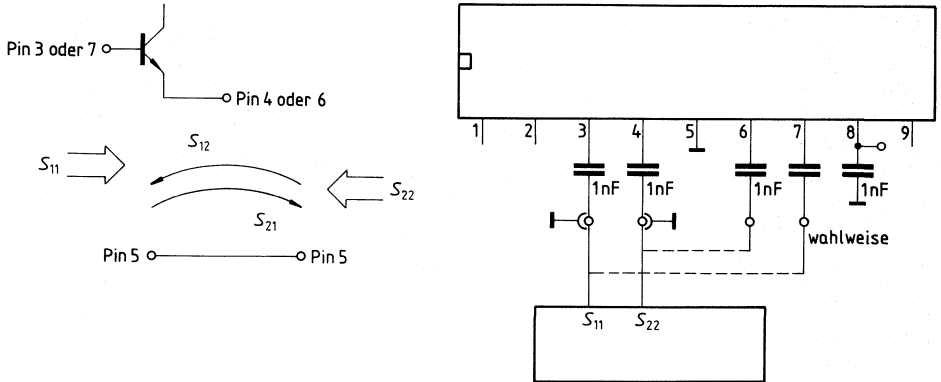 Pin 3 oder 7
Pin 4 oder 6
S12
S11
S22
S21
Pin 5
Pin 5
1 2 3 4 5 6 7 8 9
1nF 1nF 1nF 1nF
wahlweise
S11 S22